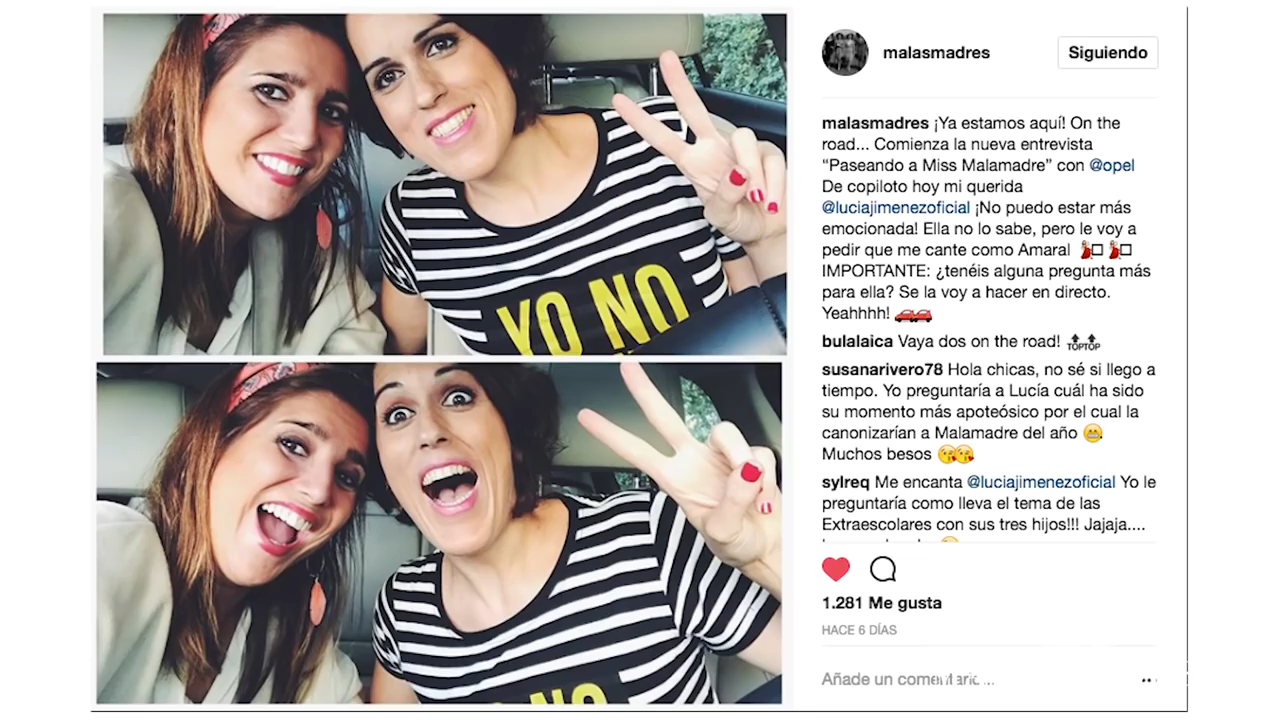 malasmadres
Siguiendo
malasmadres ¡Ya estamos aquí! On the
road... Comienza la nueva entrevista
“Paseando a Miss Malamadre” con @opel
De copiloto hoy mi querida
@luciajimenezoficial ¡No puedo estar más
emocionada! Ella no lo sabe, pero le voy a
pedir que me cante como Amaral
IMPORTANTE: ¿tenéis alguna pregunta más
para ella? Se la voy a hacer en directo.
Yeahhhh!
bulalaica Vaya dos on the road! TOP TOP
susanarivero78 Hola chicas, no sé si llego a
tiempo. Yo preguntaría a Lucía cuál ha sido
su momento más apoteósico por el cual la
canonizarían a Malamadre del año
Muchos besos
sylreq Me encanta @luciajimenezoficial Yo le
preguntaría como lleva el tema de las
Extraescolares con sus tres hijos!!! Jajaja....
1.281 Me gusta
HACE 6 DÍAS
Añade un comentario...
YO NO
NO